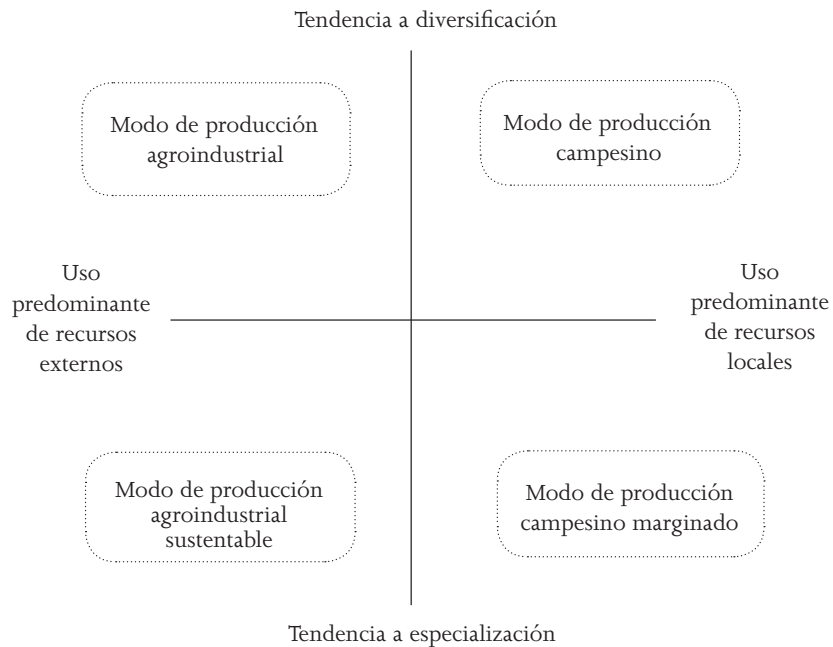 Tendencia a diversificación
Modo de producción
agroindustrial
Modo de producción
campesino
Uso
predominante
de recursos
externos
Uso
predominante
de recursos
locales
Modo de producción
agroindustrial
sustentable
Modo de producción
campesino marginado
Tendencia a especialización